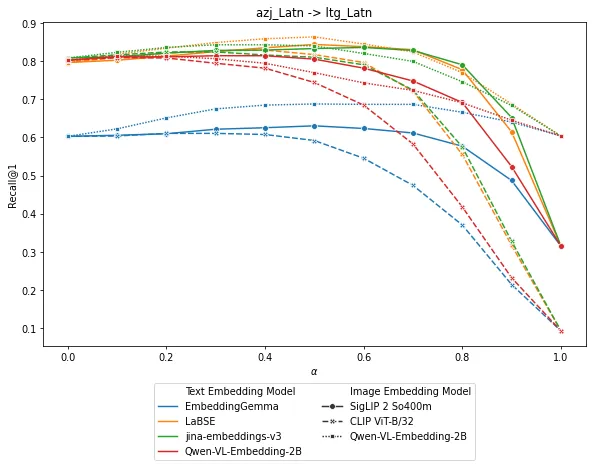 azj_Latn -> ltg_Latn
0.9
0.8
0.7
0.6
0.5
0.4
0.3
0.2
0.1
Recall@1
0.0 0.2 0.4 0.6 0.8 1.0
α
Text Embedding Model Image Embedding Model
EmbeddingGemma SigLIP 2 So400m
LaBSE CLIP ViT-B/32
jina-embeddings-v3 Qwen-VL-Embedding-2B
Qwen-VL-Embedding-2B